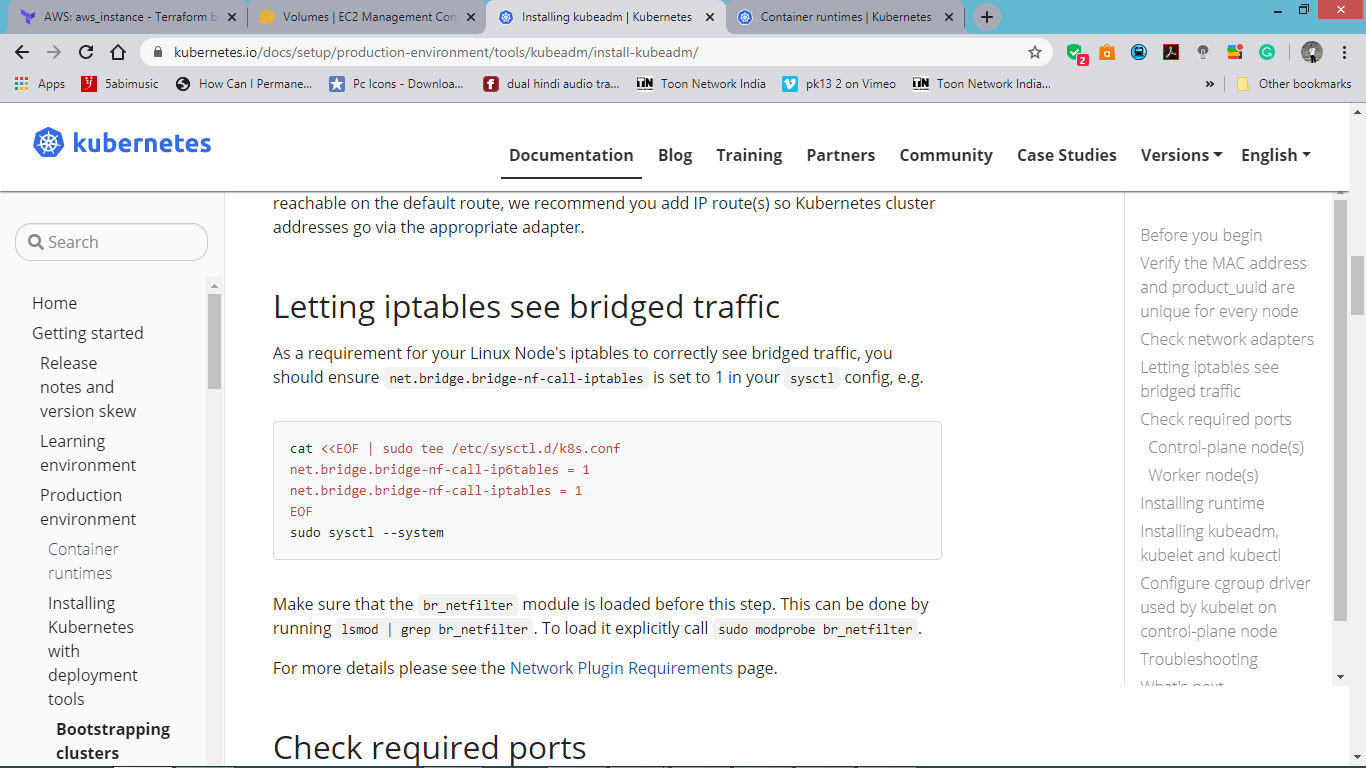 AWS: aws_instance - Terraform b
Volumes | EC2 Management Con
Installing kubeadm | Kubernetes
Container runtimes | Kubernetes
kubernetes.io/docs/setup/production-environment/tools/kubeadm/install-kubeadm/
2
Apps
5abimusic
How Can I Permane...
Pc Icons - Downloa...
dual hindi audio tra...
Toon Network India
pk13 2 on Vimeo
Toon Network India...
»
Other bookmarks
kubernetes
Documentation
Blog
Training
Partners
Community
Case Studies
Versions
English
Search
Home
Getting started
Release
notes and
version skew
Learning
environment
Production
environment
Container
runtimes
Installing
Kubernetes
with
deployment
tools
Bootstrapping
clusters
reachable on the default route, we recommend you add IP route(s) so Kubernetes cluster
addresses go via the appropriate adapter.
Letting iptables see bridged traffic
As a requirement for your Linux Node's iptables to correctly see bridged traffic, you
should ensure net.bridge.bridge-nf-call-iptables is set to 1 in your sysctl config, e.g.
cat <<EOF | sudo tee /etc/sysctl.d/k8s.conf
net.bridge.bridge-nf-call-ip6tables = 1
net.bridge.bridge-nf-call-iptables = 1
EOF
sudo sysctl --system
Make sure that the br_netfilter module is loaded before this step. This can be done by
running lsmod | grep br_netfilter. To load it explicitly call sudo modprobe br_netfilter.
For more details please see the Network Plugin Requirements page.
Check required ports
Before you begin
Verify the MAC address
and product_uuid are
unique for every node
Check network adapters
Letting iptables see
bridged traffic
Check required ports
Control-plane node(s)
Worker node(s)
Installing runtime
Installing kubeadm,
kubelet and kubectl
Configure cgroup driver
used by kubelet on
control-plane node
Troubleshooting
What's next